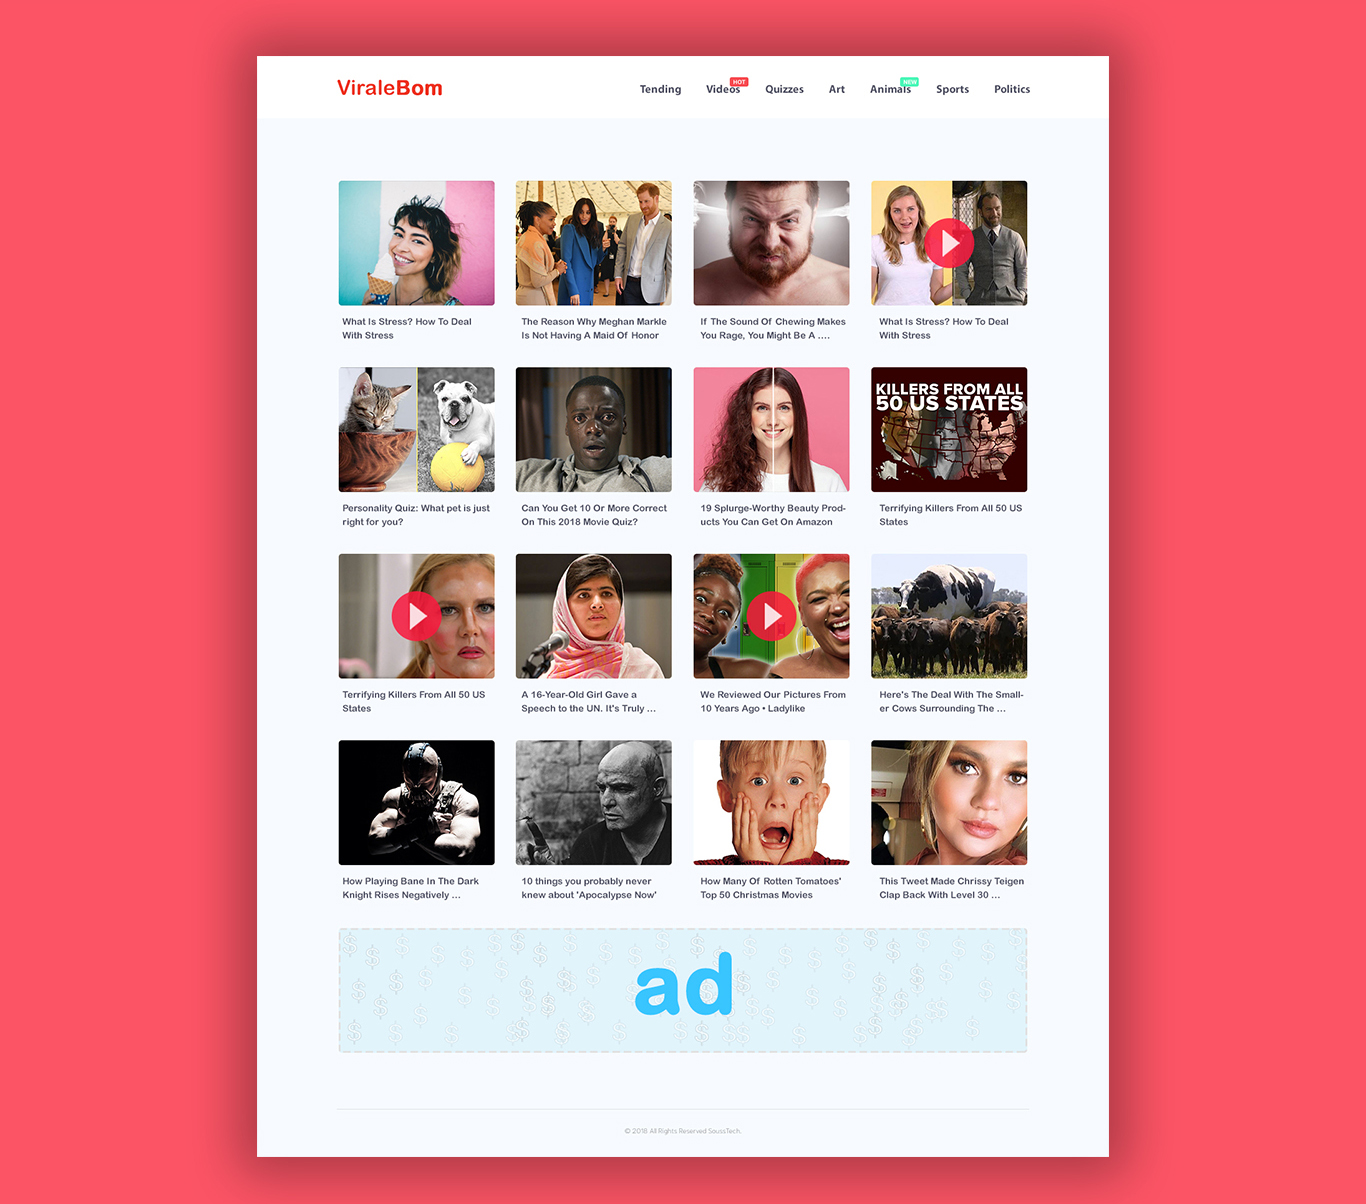 ViraleBom
Tending
Videos
HOT
Quizzes
Art
Animals
NEW
Sports
Politics
What Is Stress? How To Deal
With Stress
The Reason Why Meghan Markle
Is Not Having A Maid Of Honor
If The Sound Of Chewing Makes
You Rage, You Might Be A ....
What Is Stress? How To Deal
With Stress
KILLERS FROM ALL
50 US STATES
Personality Quiz: What pet is just
right for you?
Can You Get 10 Or More Correct
On This 2018 Movie Quiz?
19 Splurge-Worthy Beauty Prod-
ucts You Can Get On Amazon
Terrifying Killers From All 50 US
States
Terrifying Killers From All 50 US
States
A 16-Year-Old Girl Gave a
Speech to the UN. It's Truly ...
We Reviewed Our Pictures From
10 Years Ago • Ladylike
Here's The Deal With The Small-
er Cows Surrounding The ...
How Playing Bane In The Dark
Knight Rises Negatively ...
10 things you probably never
knew about 'Apocalypse Now'
How Many Of Rotten Tomatoes'
Top 50 Christmas Movies
This Tweet Made Chrissy Teigen
Clap Back With Level 30 ...
ad
© 2018 All Rights Reserved SoussTech.